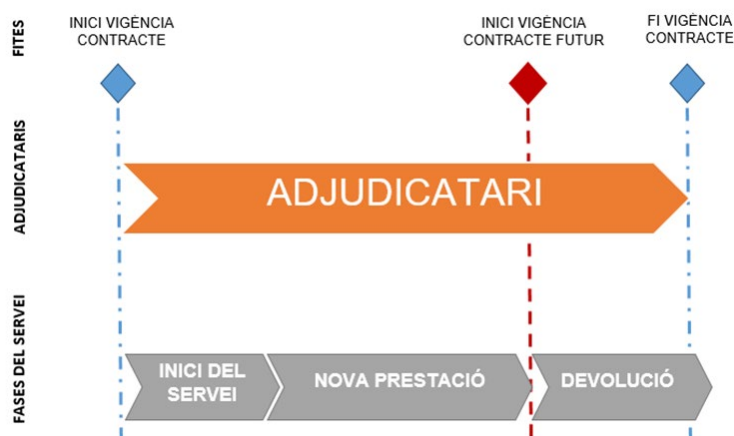 FITES
INICI VIGÈNCIA
CONTRACTE
INICI VIGÈNCIA
CONTRACTE FUTUR
FI VIGÈNCIA
CONTRACTE
ADJUDICATARIS
ADJUDICATARI
FASES DEL SERVEI
INICI DEL
SERVEI
NOVA PRESTACIÓ
DEVOLUCIÓ